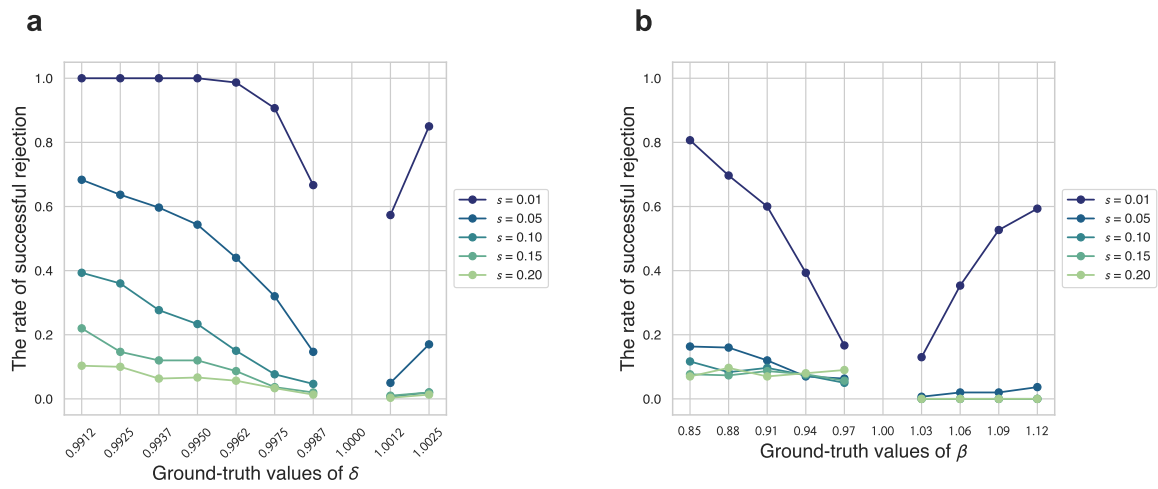 a
The rate of successful rejection
1.0
0.8
0.6
0.4
0.2
0.0
0.9912 0.9925 0.9937 0.9950 0.9962 0.9975 0.9987 1.0000 1.0012 1.0025
Ground-truth values of δ
s = 0.01
s = 0.05
s = 0.10
s = 0.15
s = 0.20
b
The rate of successful rejection
1.0
0.8
0.6
0.4
0.2
0.0
0.85 0.88 0.91 0.94 0.97 1.00 1.03 1.06 1.09 1.12
Ground-truth values of β
s = 0.01
s = 0.05
s = 0.10
s = 0.15
s = 0.20